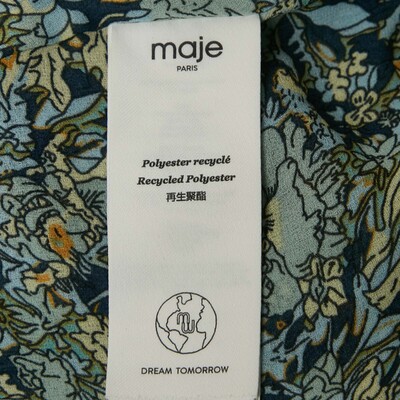 maje
PARIS
Polyester recyclé
Recycled Polyester
再生聚酯
DREAM TOMORROW